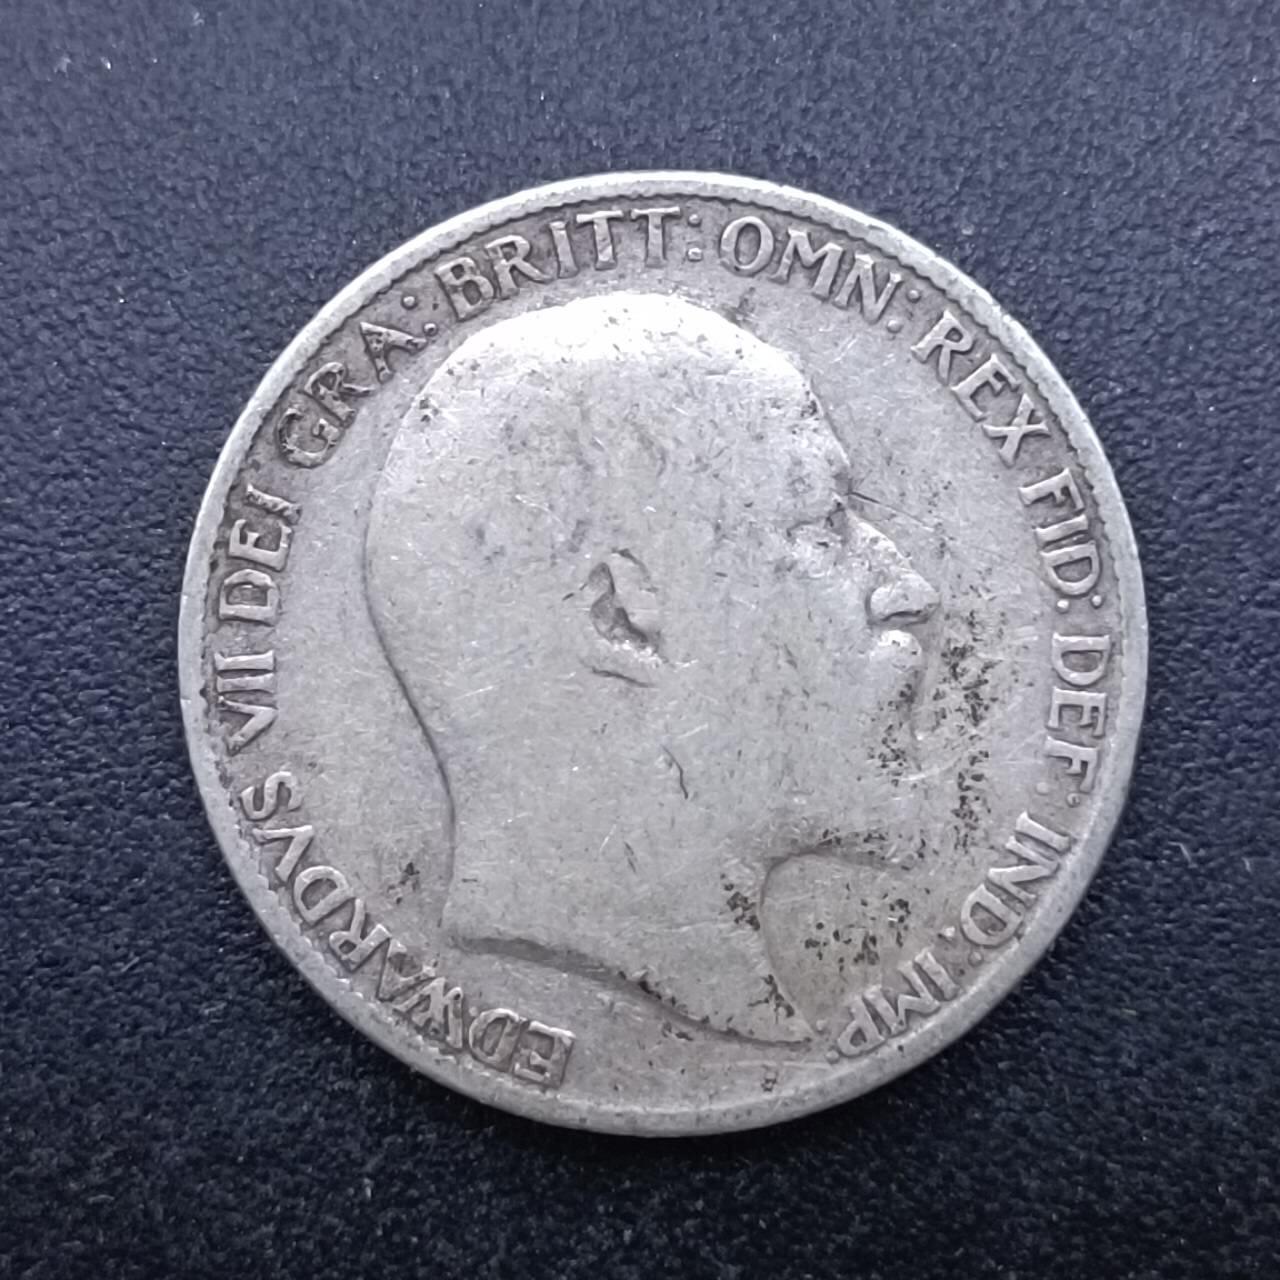 EDWARDVS VII DEI GRA: BRITT: OMN: REX FID: DEF: IND: IMP: